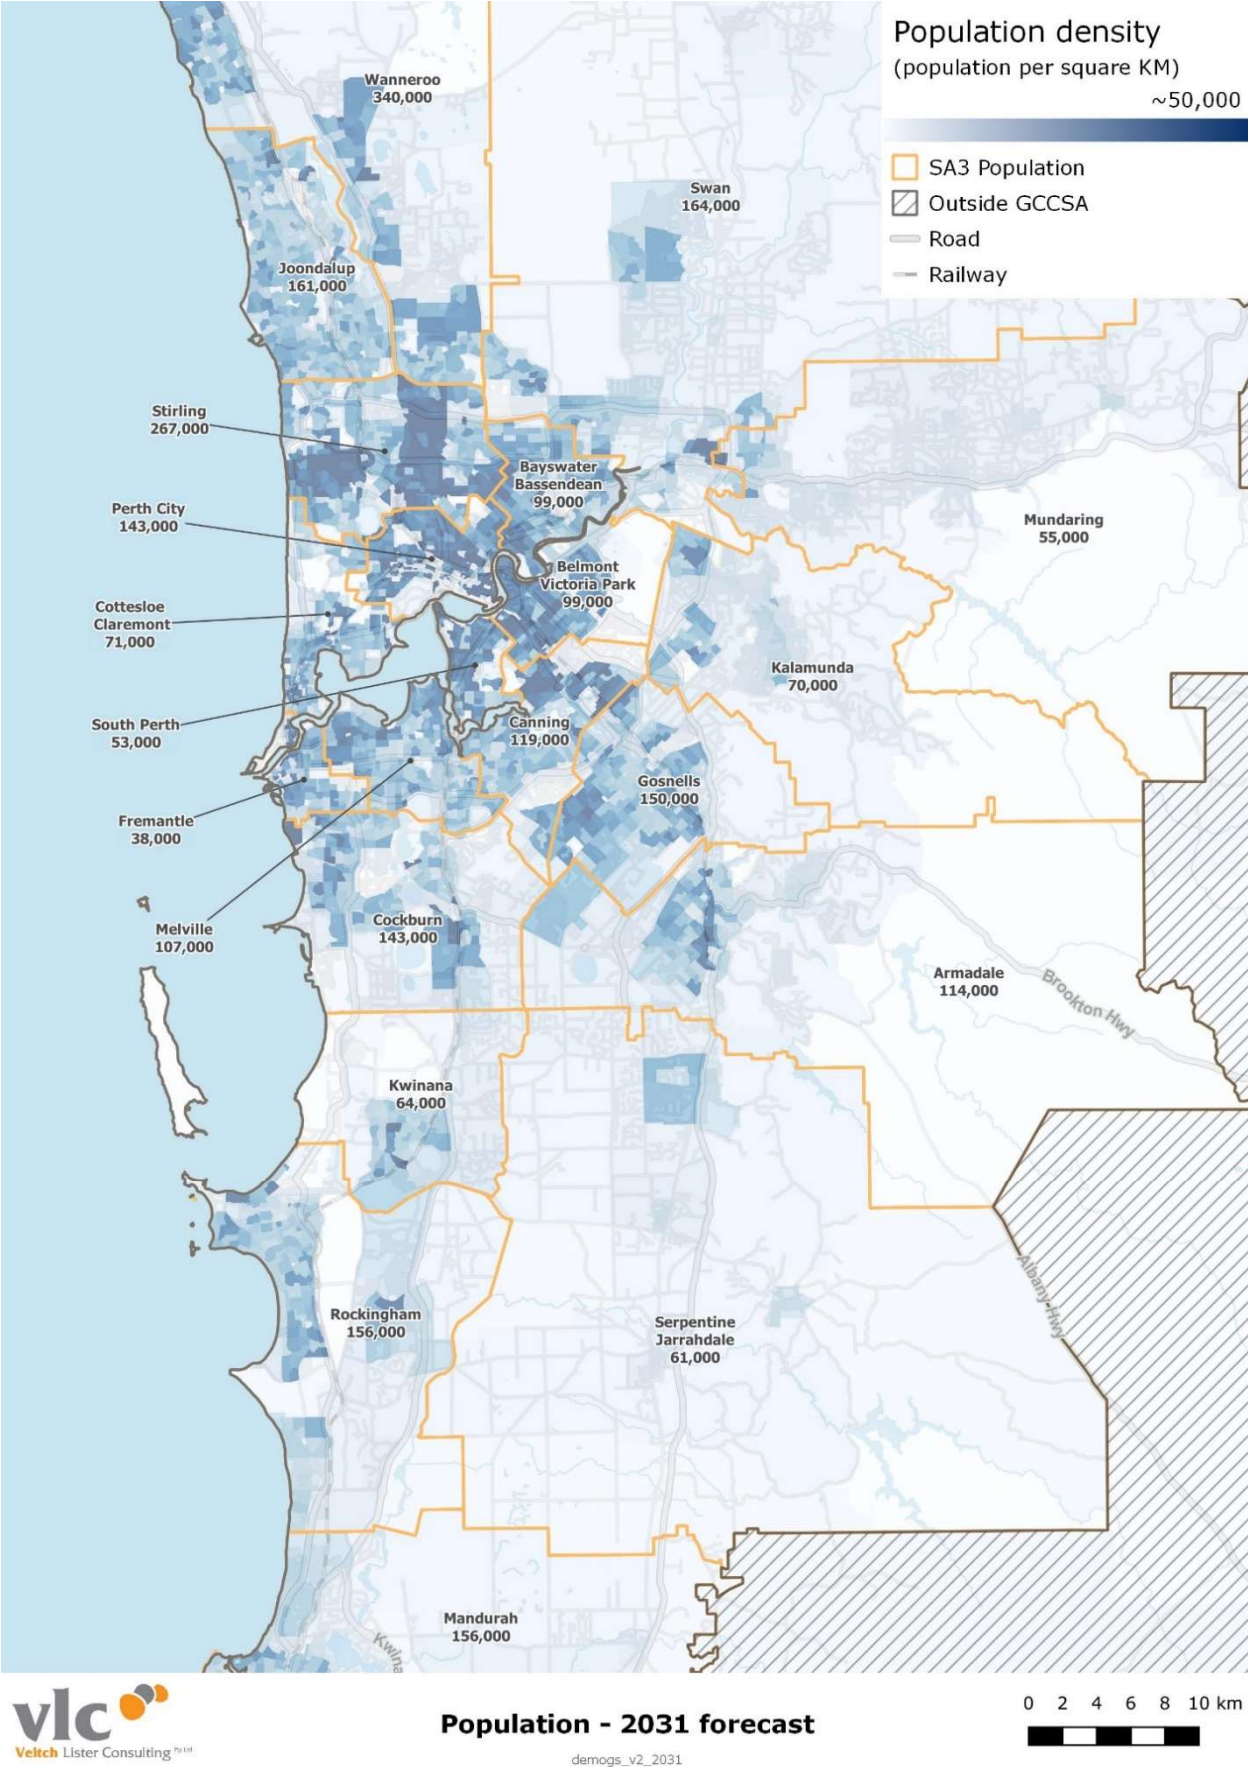 Population density
(population per square KM)
~50,000
SA3 Population
Outside GCCSA
Road
Railway
Wanneroo
340,000
Swan
164,000
Joondalup
161,000
Stirling
267,000
Bayswater
Bassendean
99,000
Perth City
143,000
Mundaring
55,000
Belmont
Victoria Park
99,000
Cottesloe
Claremont
71,000
Kalamunda
70,000
South Perth
53,000
Canning
119,000
Gosnells
150,000
Fremantle
38,000
Melville
107,000
Cockburn
143,000
Armadale
114,000
Brookton Hwy
Kwinana
64,000
Albany Hwy
Rockingham
156,000
Serpentine
Jarrahdale
61,000
Mandurah
156,000
Kwina
vlc
Veitch Lister Consulting
Population - 2031 forecast
demogs_v2_2031
0 2 4 6 8 10 km